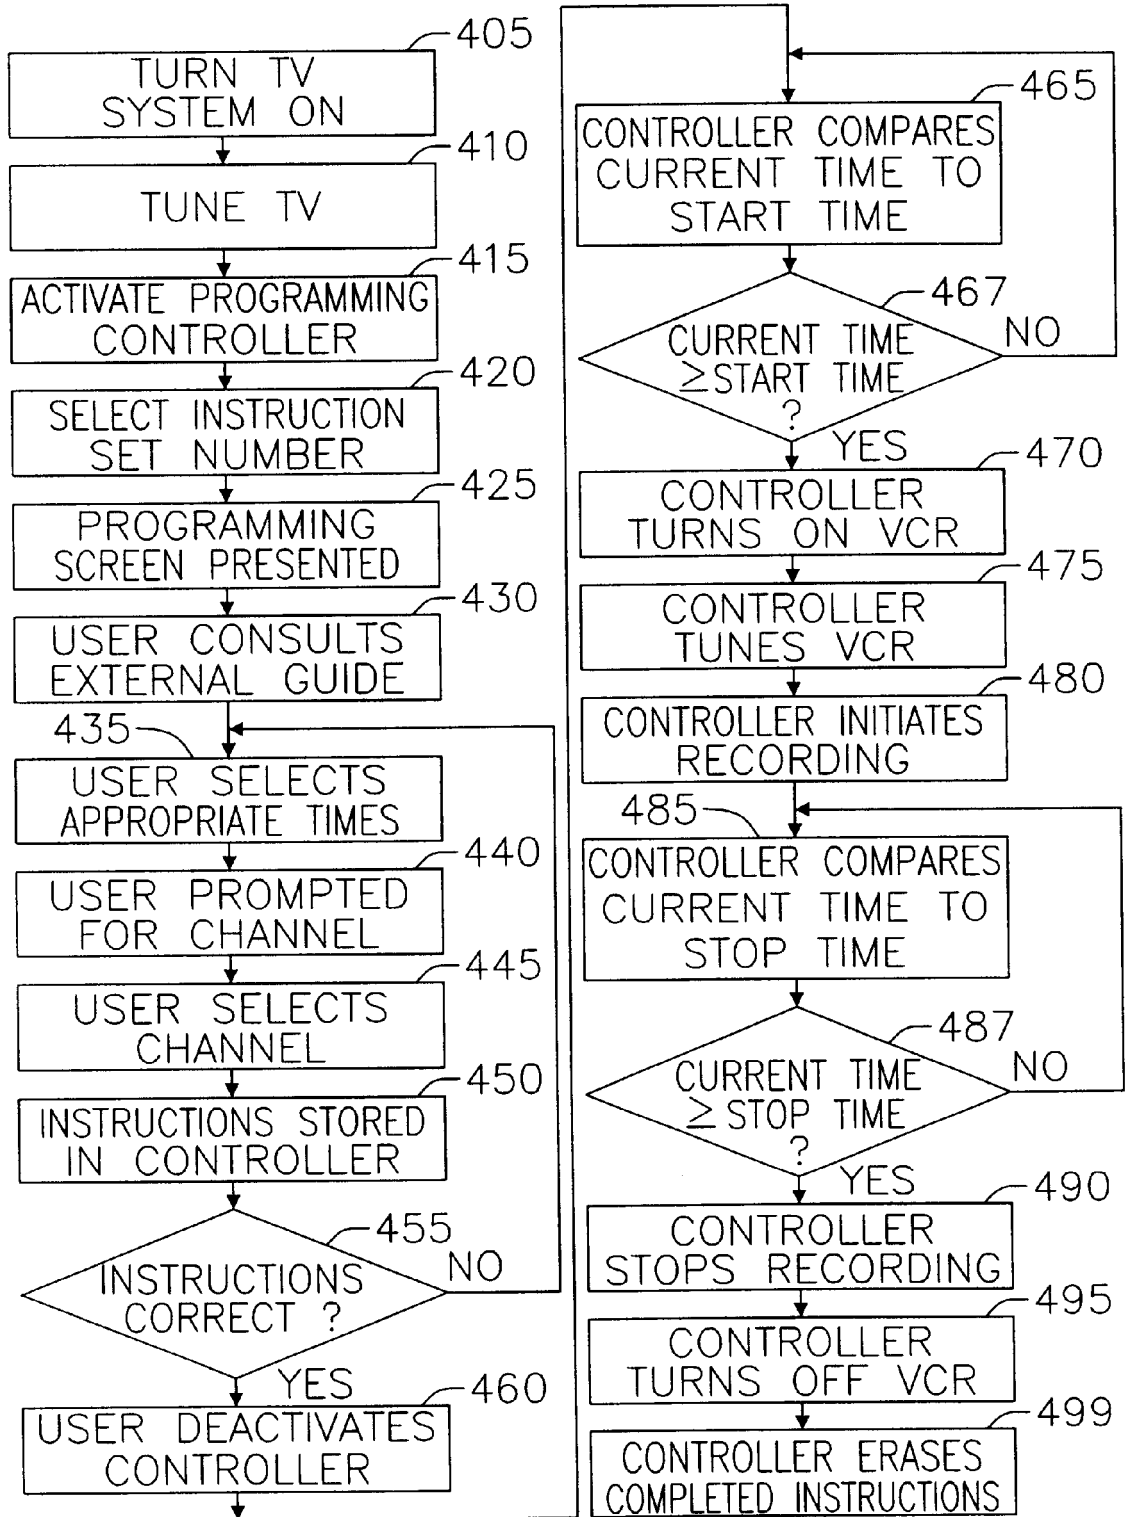 405
TURN TV
SYSTEM ON
410
TUNE TV
415
ACTIVATE PROGRAMMING
CONTROLLER
420
SELECT INSTRUCTION
SET NUMBER
425
PROGRAMMING
SCREEN PRESENTED
430
USER CONSULTS
EXTERNAL GUIDE
435
USER SELECTS
APPROPRIATE TIMES
440
USER PROMPTED
FOR CHANNEL
445
USER SELECTS
CHANNEL
450
INSTRUCTIONS STORED
IN CONTROLLER
455
INSTRUCTIONS
CORRECT ?
NO
YES
460
USER DEACTIVATES
CONTROLLER
465
CONTROLLER COMPARES
CURRENT TIME TO
START TIME
467
CURRENT TIME
≥START TIME
?
NO
YES
470
CONTROLLER
TURNS ON VCR
475
CONTROLLER
TUNES VCR
480
CONTROLLER INITIATES
RECORDING
485
CONTROLLER COMPARES
CURRENT TIME TO
STOP TIME
487
CURRENT TIME
≥ STOP TIME
?
NO
YES
490
CONTROLLER
STOPS RECORDING
495
CONTROLLER
TURNS OFF VCR
499
CONTROLLER ERASES
COMPLETED INSTRUCTIONS